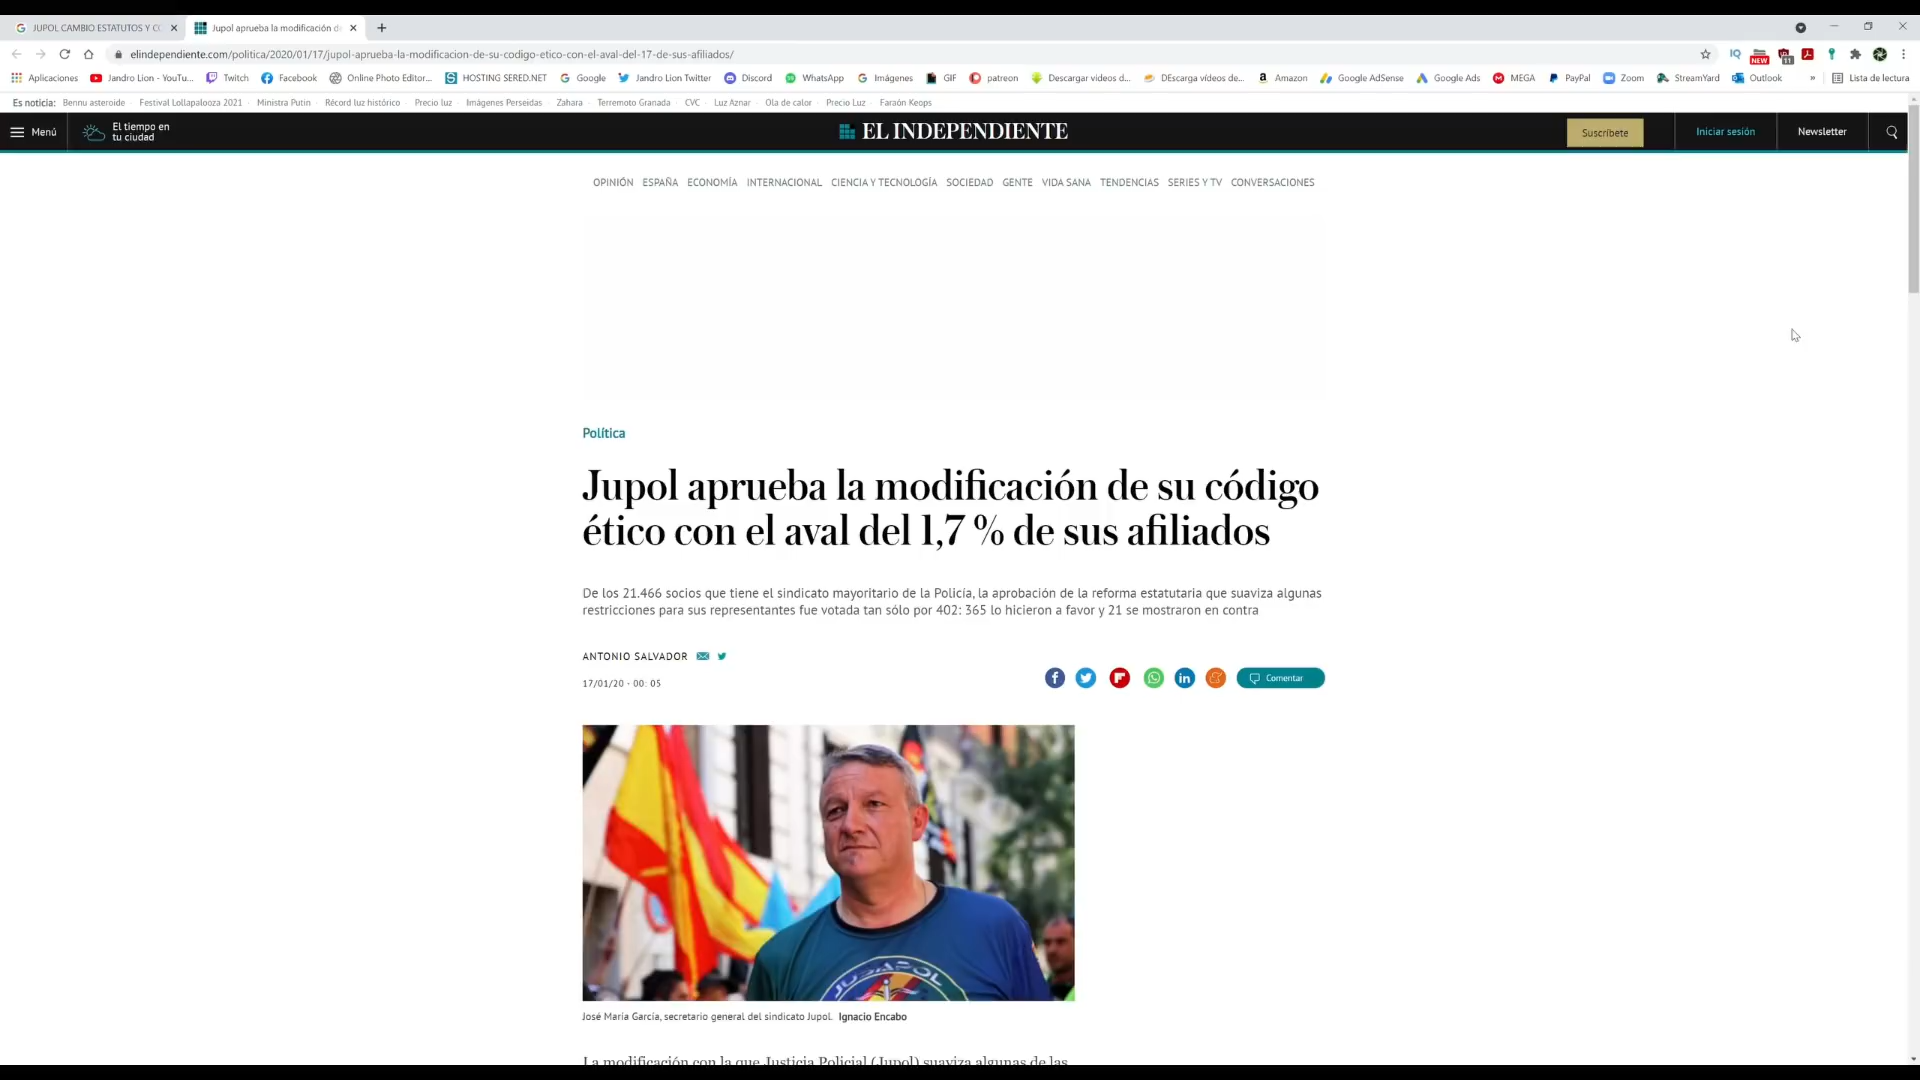 JUPOL CAMBIO ESTATUTOS Y CO
Jupol aprueba la modificación de
elindependiente.com/politica/2020/01/17/jupol-aprueba-la-modificacion-de-su-codigo-etico-con-el-aval-del-17-de-sus-afiliados/
Aplicaciones Jandro Lion - YouTu... Twitch Facebook Online Photo Editor... HOSTING SERED.NET Google Jandro Lion Twitter Discord WhatsApp Imágenes GIF patreon Descargar videos d... DEscarga vídeos de... Amazon Google AdSense Google Ads MEGA PayPal Zoom StreamYard Outlook » Lista de lectura
Es noticia: Bennu asteroide · Festival Lollapalooza 2021 · Ministra Putin · Récord luz histórico · Precio luz · Imágenes Perseidas · Zahara · Terremoto Granada · CVC · Luz Aznar · Ola de calor · Precio Luz · Faraón Keops
Menú
El tiempo en
tu ciudad
EL INDEPENDIENTE
Suscríbete
Iniciar sesión
Newsletter
OPINIÓN ESPAÑA ECONOMÍA INTERNACIONAL CIENCIA Y TECNOLOGÍA SOCIEDAD GENTE VIDA SANA TENDENCIAS SERIES Y TV CONVERSACIONES
Política
Jupol aprueba la modificación de su código
ético con el aval del 1,7 % de sus afiliados
De los 21.466 socios que tiene el sindicato mayoritario de la Policía, la aprobación de la reforma estatutaria que suaviza algunas
restricciones para sus representantes fue votada tan sólo por 402: 365 lo hicieron a favor y 21 se mostraron en contra
ANTONIO SALVADOR
17/01/20 - 00: 05
Comentar
JUSAPOL
José María García, secretario general del sindicato Jupol. Ignacio Encabo
La modificación con la que Justicia Policial (Jupol) suaviza algunas de las